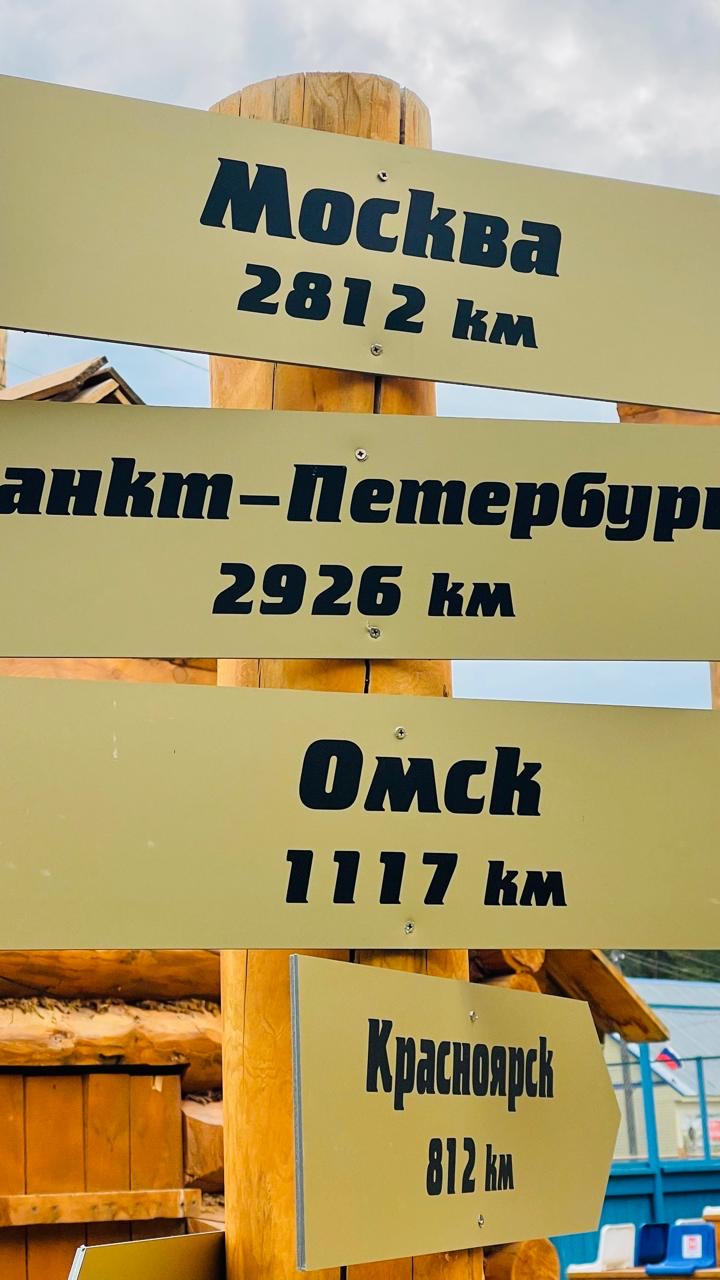 Москва
2812 км
анкт-Петербур
2926 км
Омск
1117 км
Красноярск
812 км